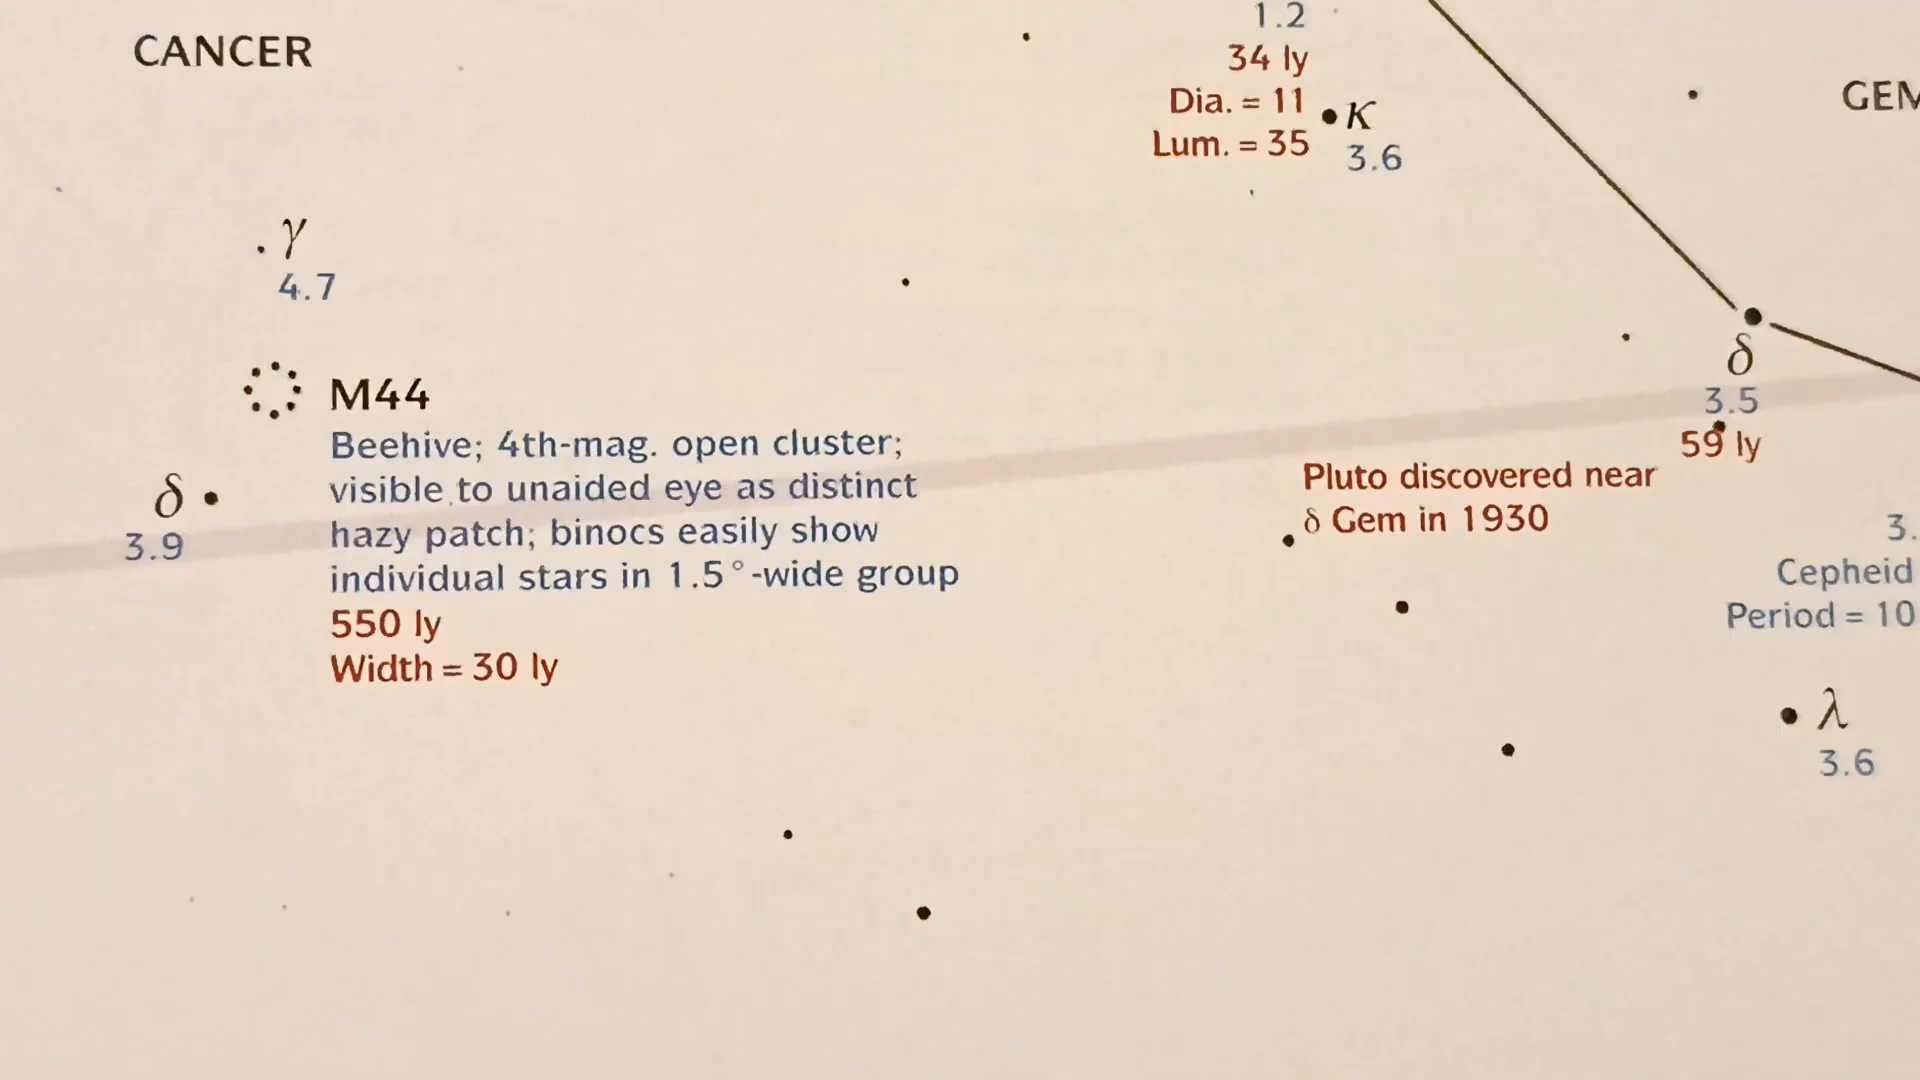 CANCER
1.2
34 ly
Dia. = 11
Lum. = 35
κ
3.6
γ
4.7
M44
Beehive; 4th-mag. open cluster;
visible to unaided eye as distinct
hazy patch; binocs easily show
individual stars in 1.5°-wide group
550 ly
Width = 30 ly
δ
3.9
δ
3.5
59 ly
Pluto discovered near
δ Gem in 1930
Cepheid
Period = 10
λ
3.6